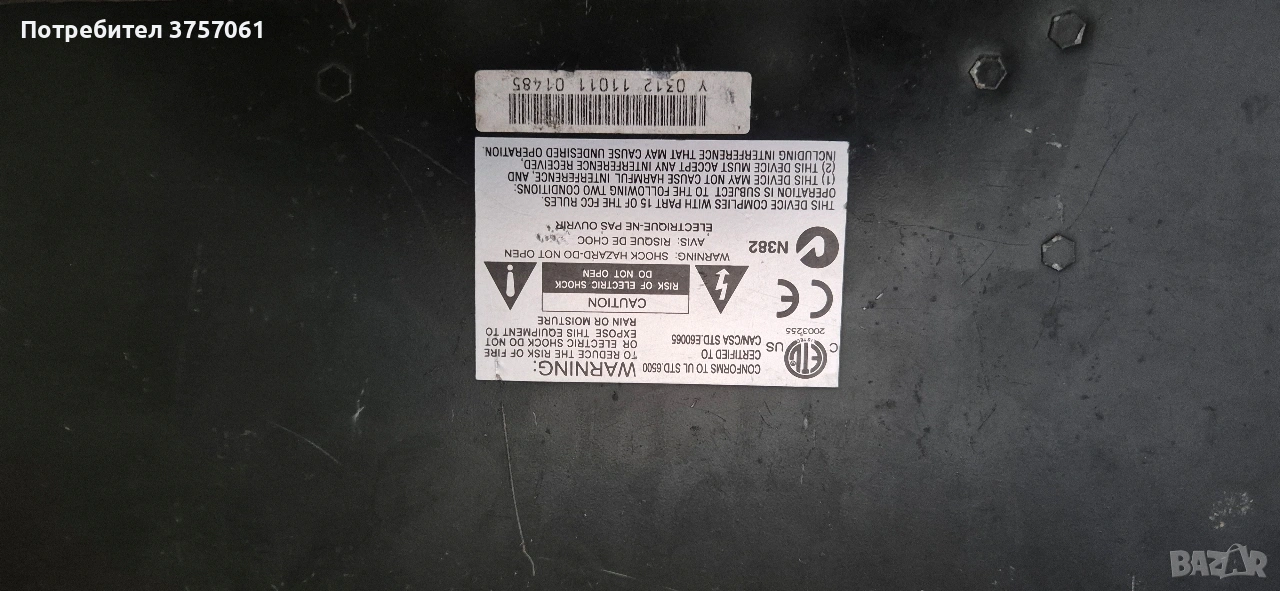 Потребител 3757061
Y 0312 11011 01485
WARNING:
TO REDUCE THE RISK OF FIRE
OR ELECTRIC SHOCK DO NOT
EXPOSE THIS EQUIPMENT TO
RAIN OR MOISTURE
CONFORMS TO UL STD.6500
CERTIFIED TO
CAN/CSA STD.E60065
C
ETL
LISTED
US
2003255
CAUTION
RISK OF ELECTRIC SHOCK
DO NOT OPEN
CE
WARNING: SHOCK HAZARD-DO NOT OPEN
AVIS: RISQUE DE CHOC
ÉLECTRIQUE-NE PAS OUVRIR
N382
THIS DEVICE COMPLIES WITH PART 15 OF THE FCC RULES.
OPERATION IS SUBJECT TO THE FOLLOWING TWO CONDITIONS:
(1) THIS DEVICE MAY NOT CAUSE HARMFUL INTERFERENCE, AND
(2) THIS DEVICE MUST ACCEPT ANY INTERFERENCE RECEIVED,
INCLUDING INTERFERENCE THAT MAY CAUSE UNDESIRED OPERATION.
BAZAR